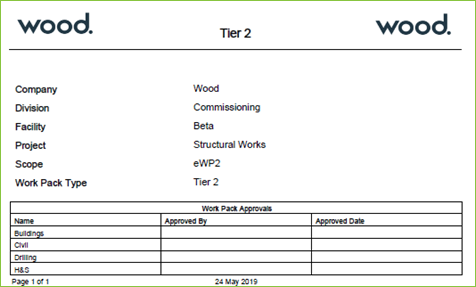 wood. Tier 2 wood.
Company Wood
Division Commissioning
Facility Beta
Project Structural Works
Scope eWP2
Work Pack Type Tier 2
Work Pack Approvals
Name Approved By Approved Date
Buildings
Civil
Drilling
H&S
Page 1 of 1 24 May 2019